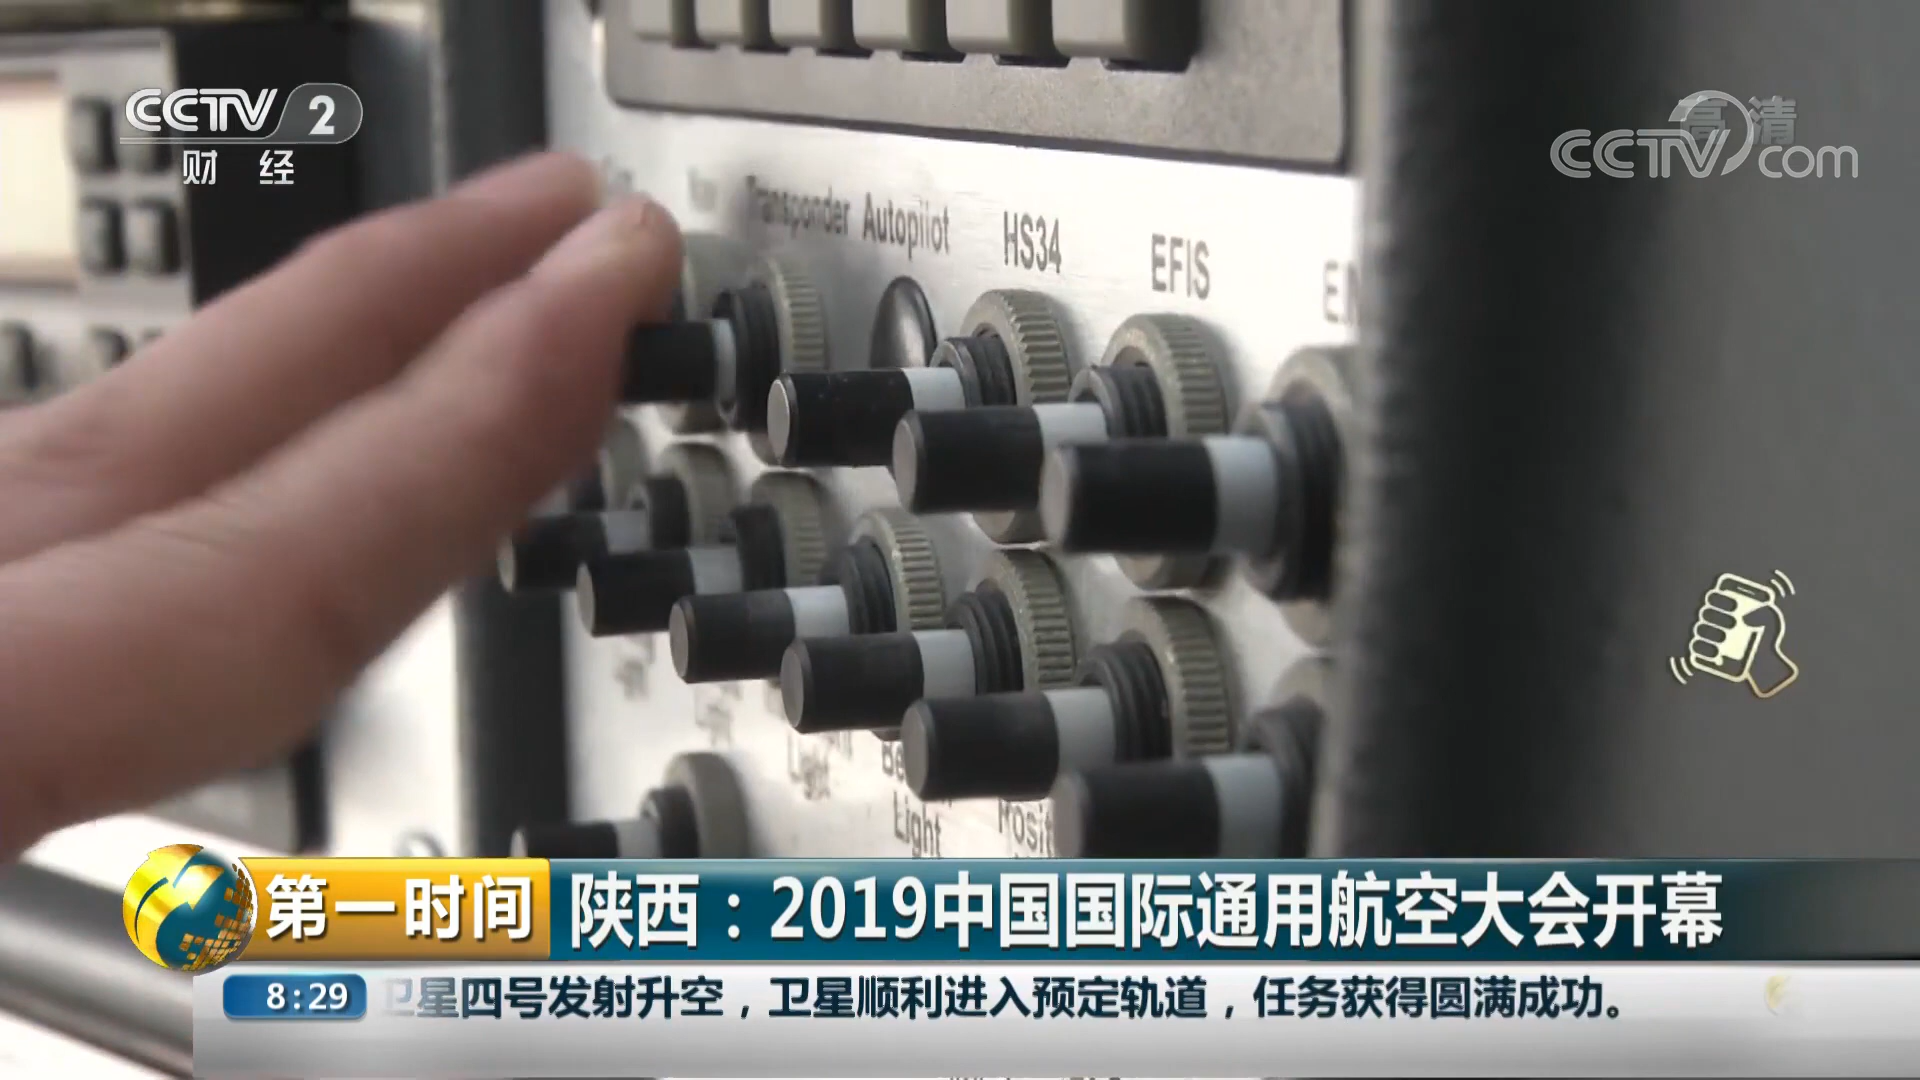 CCTV 2
财 经
高清
CCTV com
Transponder Autopilot HS34 EFIS
Light
Light
第一时间
陕西：2019中国国际通用航空大会开幕
8:29
卫星四号发射升空，卫星顺利进入预定轨道，任务获得圆满成功。